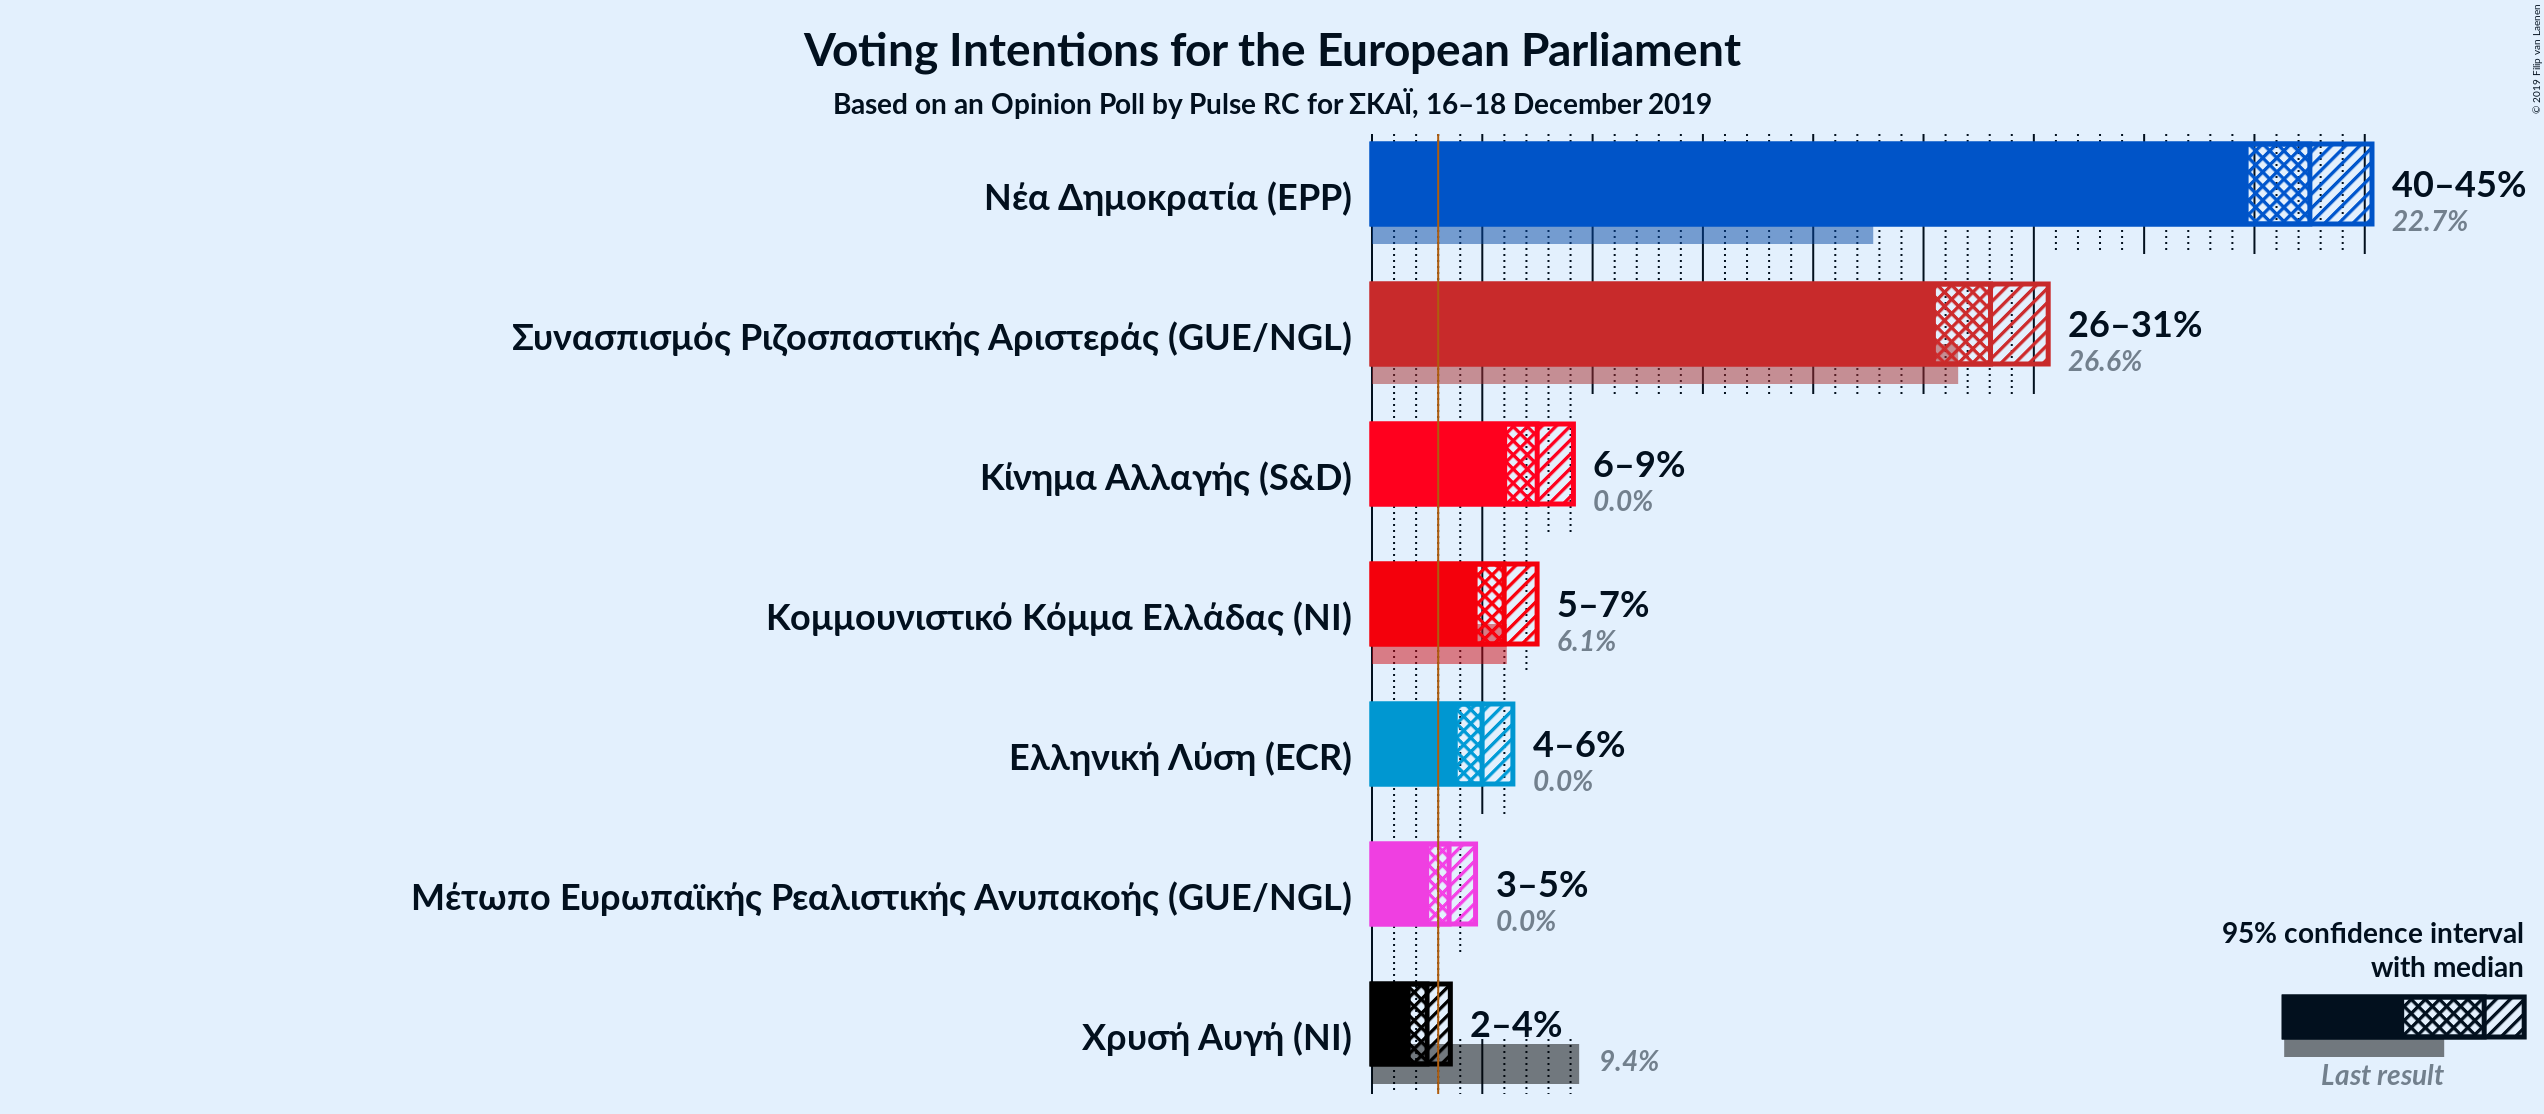 Voting Intentions for the European Parliament
Based on an Opinion Poll by Pulse RC for ΣΚΑΪ, 16–18 December 2019
© 2019 Filip van Laenen
Νέα Δημοκρατία (EPP)
40–45%
22.7%
Συνασπισμός Ριζοσπαστικής Αριστεράς (GUE/NGL)
26–31%
26.6%
Κίνημα Αλλαγής (S&D)
6–9%
0.0%
Κομμουνιστικό Κόμμα Ελλάδας (NI)
5–7%
6.1%
Ελληνική Λύση (ECR)
4–6%
0.0%
Μέτωπο Ευρωπαϊκής Ρεαλιστικής Ανυπακοής (GUE/NGL)
3–5%
0.0%
Χρυσή Αυγή (NI)
2–4%
9.4%
95% confidence interval
with median
Last result